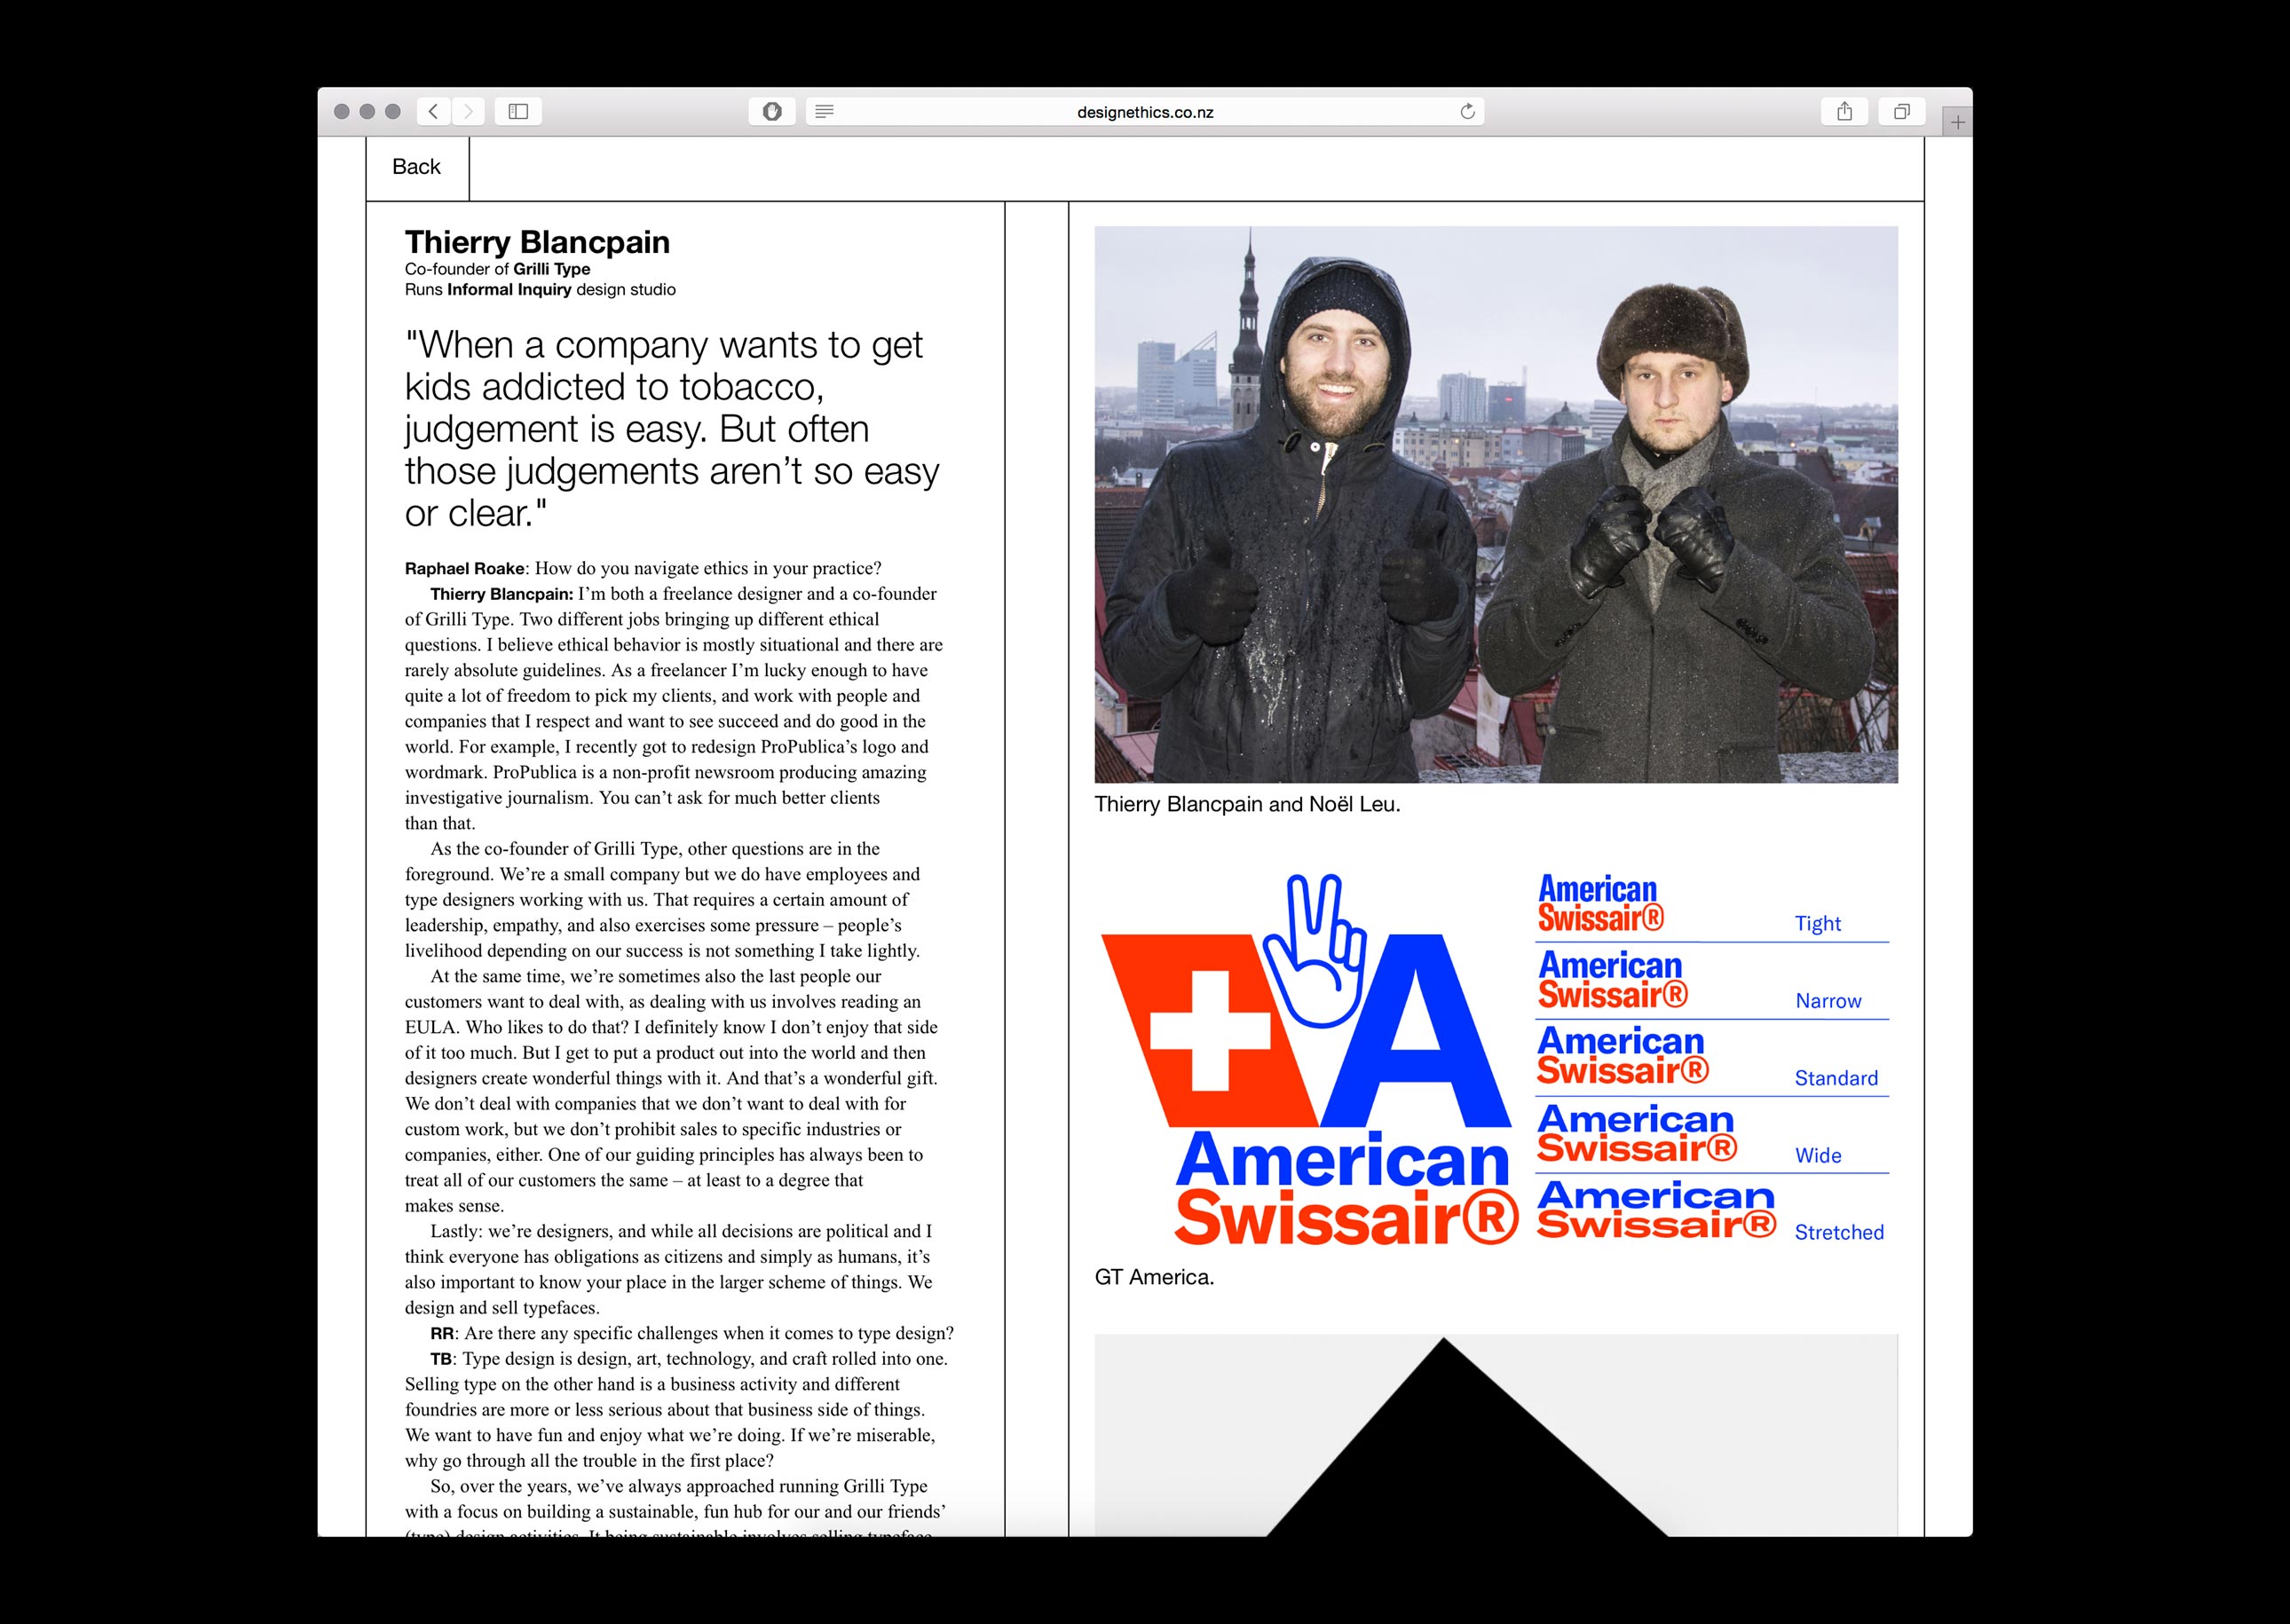 designethics.co.nz
Back
Thierry Blancpain
Co-founder of Grilli Type
Runs Informal Inquiry design studio
"When a company wants to get
kids addicted to tobacco,
judgement is easy. But often
those judgements aren’t so easy
or clear."
Raphael Roake: How do you navigate ethics in your practice?
Thierry Blancpain: I’m both a freelance designer and a co-founder
of Grilli Type. Two different jobs bringing up different ethical
questions. I believe ethical behavior is mostly situational and there are
rarely absolute guidelines. As a freelancer I’m lucky enough to have
quite a lot of freedom to pick my clients, and work with people and
companies that I respect and want to see succeed and do good in the
world. For example, I recently got to redesign ProPublica’s logo and
wordmark. ProPublica is a non-profit newsroom producing amazing
investigative journalism. You can’t ask for much better clients
than that.
As the co-founder of Grilli Type, other questions are in the
foreground. We’re a small company but we do have employees and
type designers working with us. That requires a certain amount of
leadership, empathy, and also exercises some pressure – people’s
livelihood depending on our success is not something I take lightly.
At the same time, we’re sometimes also the last people our
customers want to deal with, as dealing with us involves reading an
EULA. Who likes to do that? I definitely know I don’t enjoy that side
of it too much. But I get to put a product out into the world and then
designers create wonderful things with it. And that’s a wonderful gift.
We don’t deal with companies that we don’t want to deal with for
custom work, but we don’t prohibit sales to specific industries or
companies, either. One of our guiding principles has always been to
treat all of our customers the same – at least to a degree that
makes sense.
Lastly: we’re designers, and while all decisions are political and I
think everyone has obligations as citizens and simply as humans, it’s
also important to know your place in the larger scheme of things. We
design and sell typefaces.
RR: Are there any specific challenges when it comes to type design?
TB: Type design is design, art, technology, and craft rolled into one.
Selling type on the other hand is a business activity and different
foundries are more or less serious about that business side of things.
We want to have fun and enjoy what we’re doing. If we’re miserable,
why go through all the trouble in the first place?
So, over the years, we’ve always approached running Grilli Type
with a focus on building a sustainable, fun hub for our and our friends’
(type) design activities. It being sustainable involves selling typeface
Thierry Blancpain and Noël Leu.
A
American
Swissair®
American
Swissair®
Tight
American
Swissair®
Narrow
American
Swissair®
Standard
American
Swissair®
Wide
American
Swissair®
Stretched
GT America.